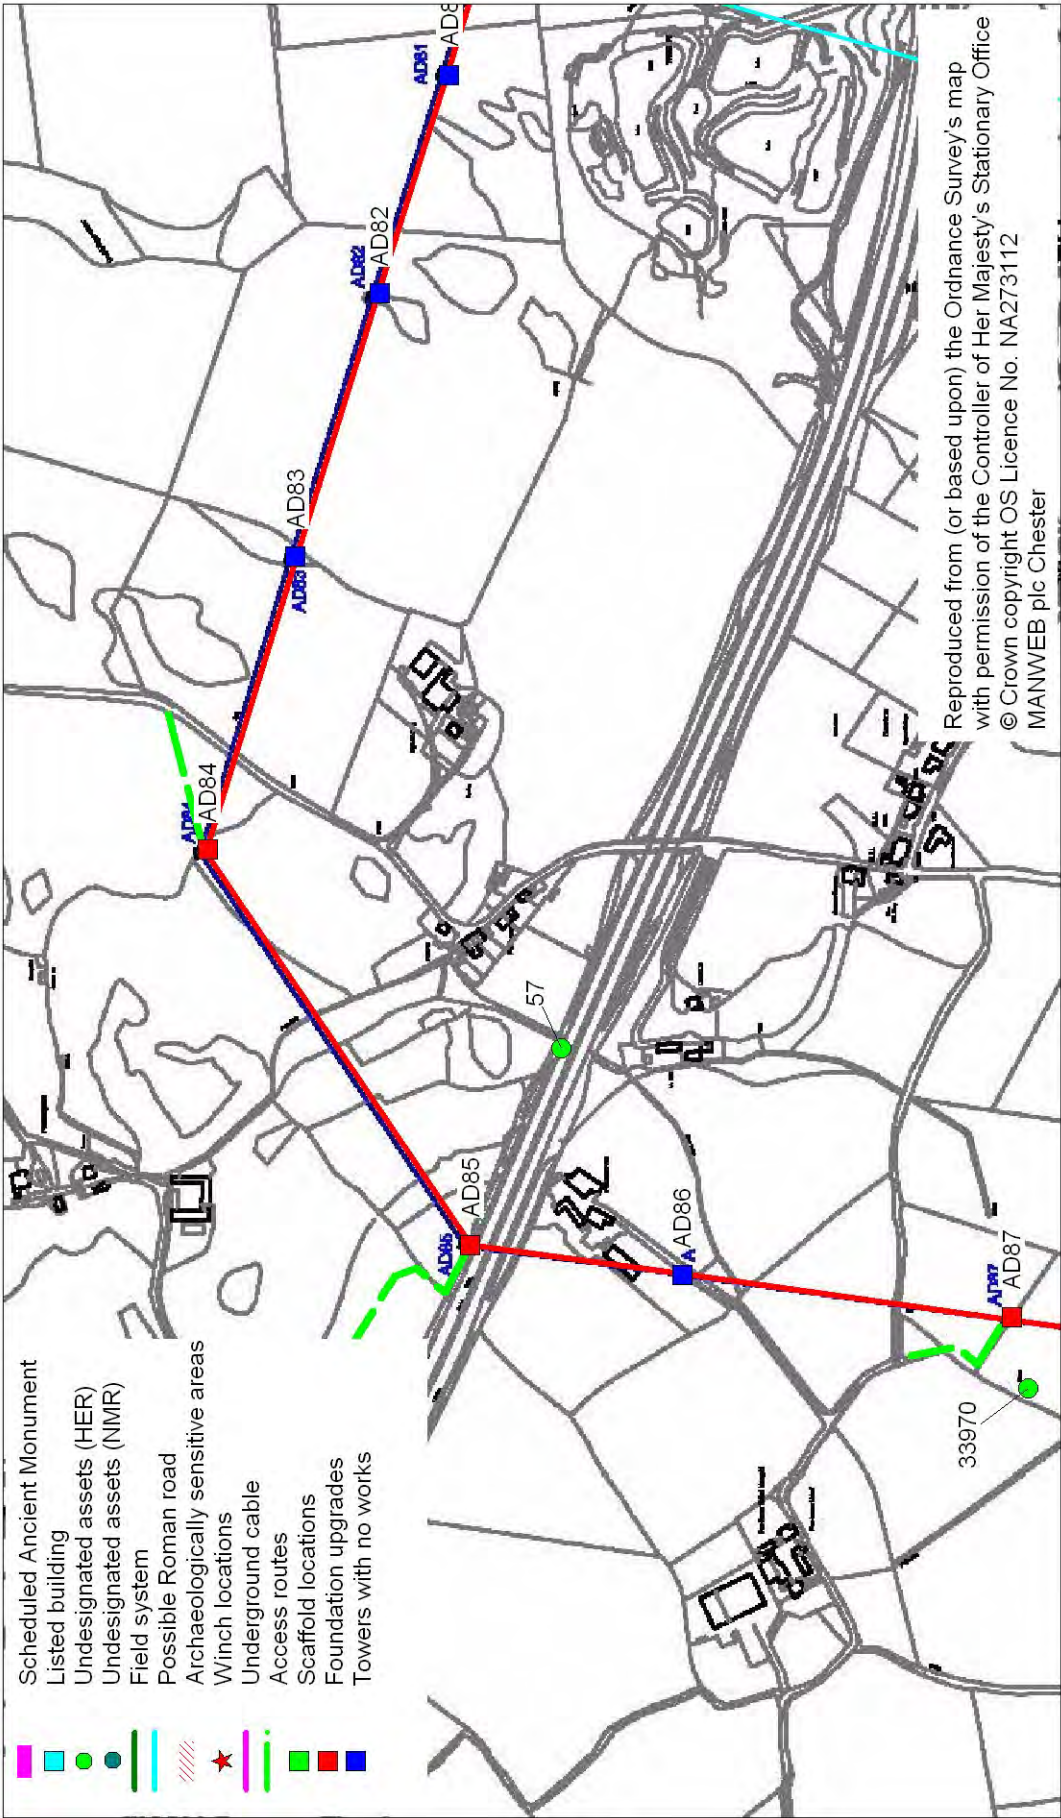 Scheduled Ancient Monument
Listed building
Undesignated assets (HER)
Undesignated assets (NMR)
Field system
Possible Roman road
Archaeologically sensitive areas
Winch locations
Underground cable
Access routes
Scaffold locations
Foundation upgrades
Towers with no works
AD81
AD8
AD82
AD82
AD83
AD83
AD84
AD84
AD85
AD85
A
AD86
AD87
AD87
57
33970
Reproduced from (or based upon) the Ordnance Survey's map
with permission of the Controller of Her Majesty's Stationary Office
© Crown copyright OS Licence No. NA273112
MANWEB plc Chester